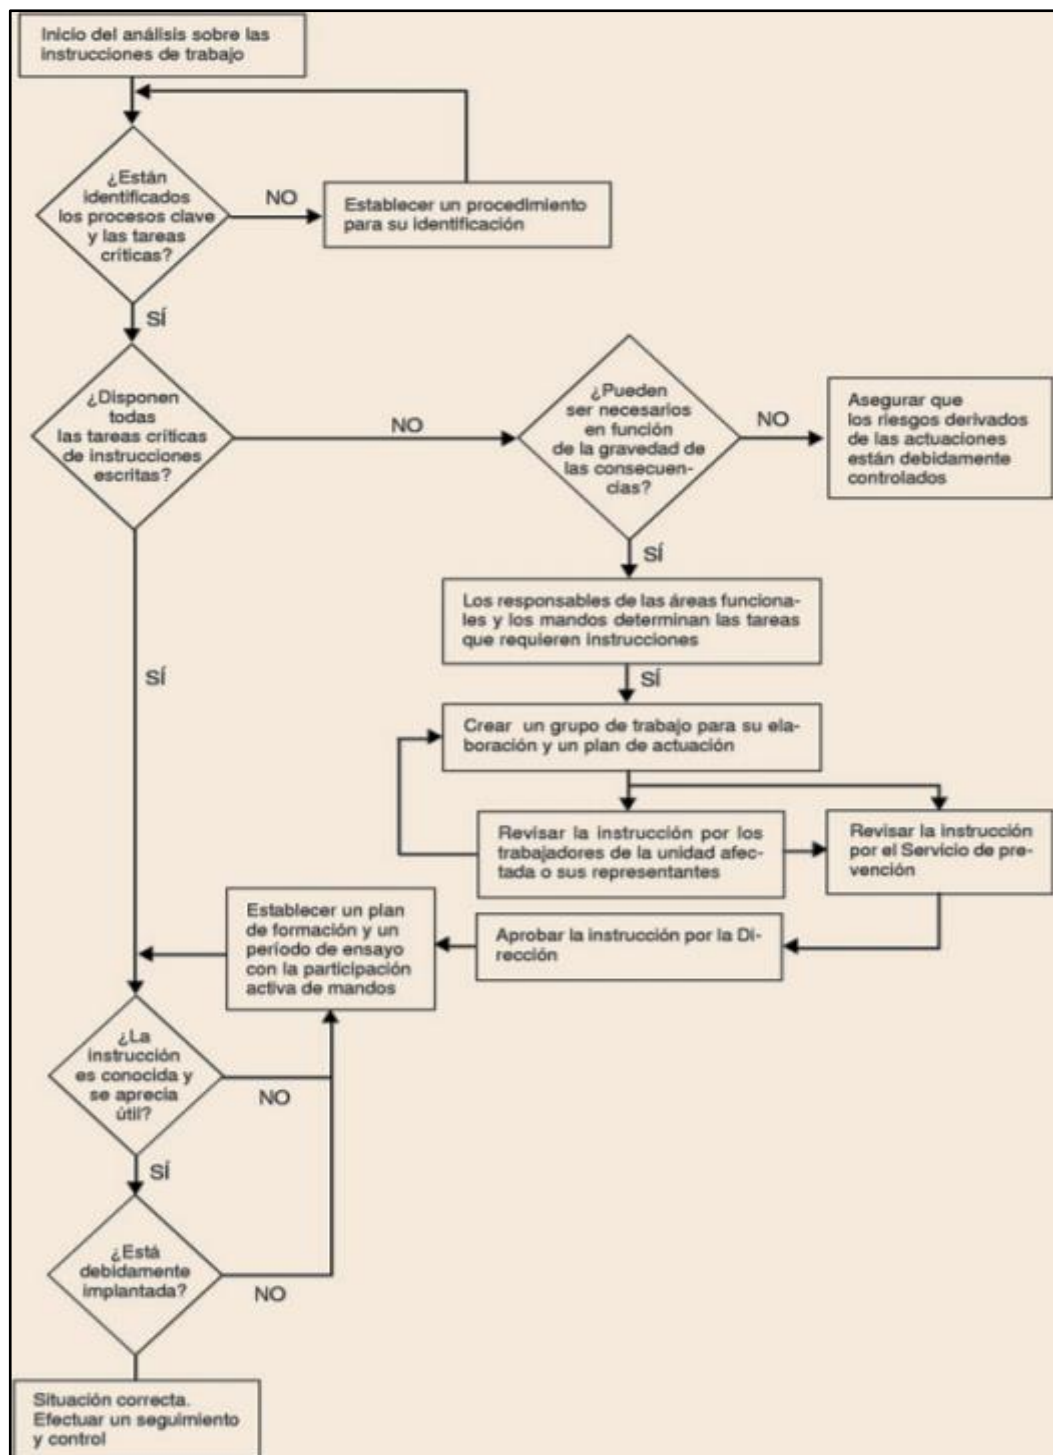 Inicio del análisis sobre las
instrucciones de trabajo
¿Están
identificados
los procesos clave
y las tareas
críticas?
NO
Establecer un procedimiento
para su identificación
SÍ
¿Disponen
todas
las tareas críticas
de instrucciones
escritas?
NO
¿Pueden
ser necesarios
en función
de la gravedad de
las consecuen-
cias?
NO
Asegurar que
los riesgos derivados
de las actuaciones
están debidamente
controlados
SÍ
Los responsables de las áreas funciona-
les y los mandos determinan las tareas
que requieren instrucciones
SÍ
SÍ
Crear un grupo de trabajo para su ela-
boración y un plan de actuación
Revisar la instrucción por los
trabajadores de la unidad afec-
tada o sus representantes
Revisar la instrucción
por el Servicio de pre-
vención
Establecer un plan
de formación y un
período de ensayo
con la participación
activa de mandos
Aprobar la instrucción por la Di-
rección
¿La
instrucción
es conocida y
se aprecia
útil?
NO
SÍ
¿Está
debidamente
implantada?
NO
Situación correcta.
Efectuar un seguimiento
y control